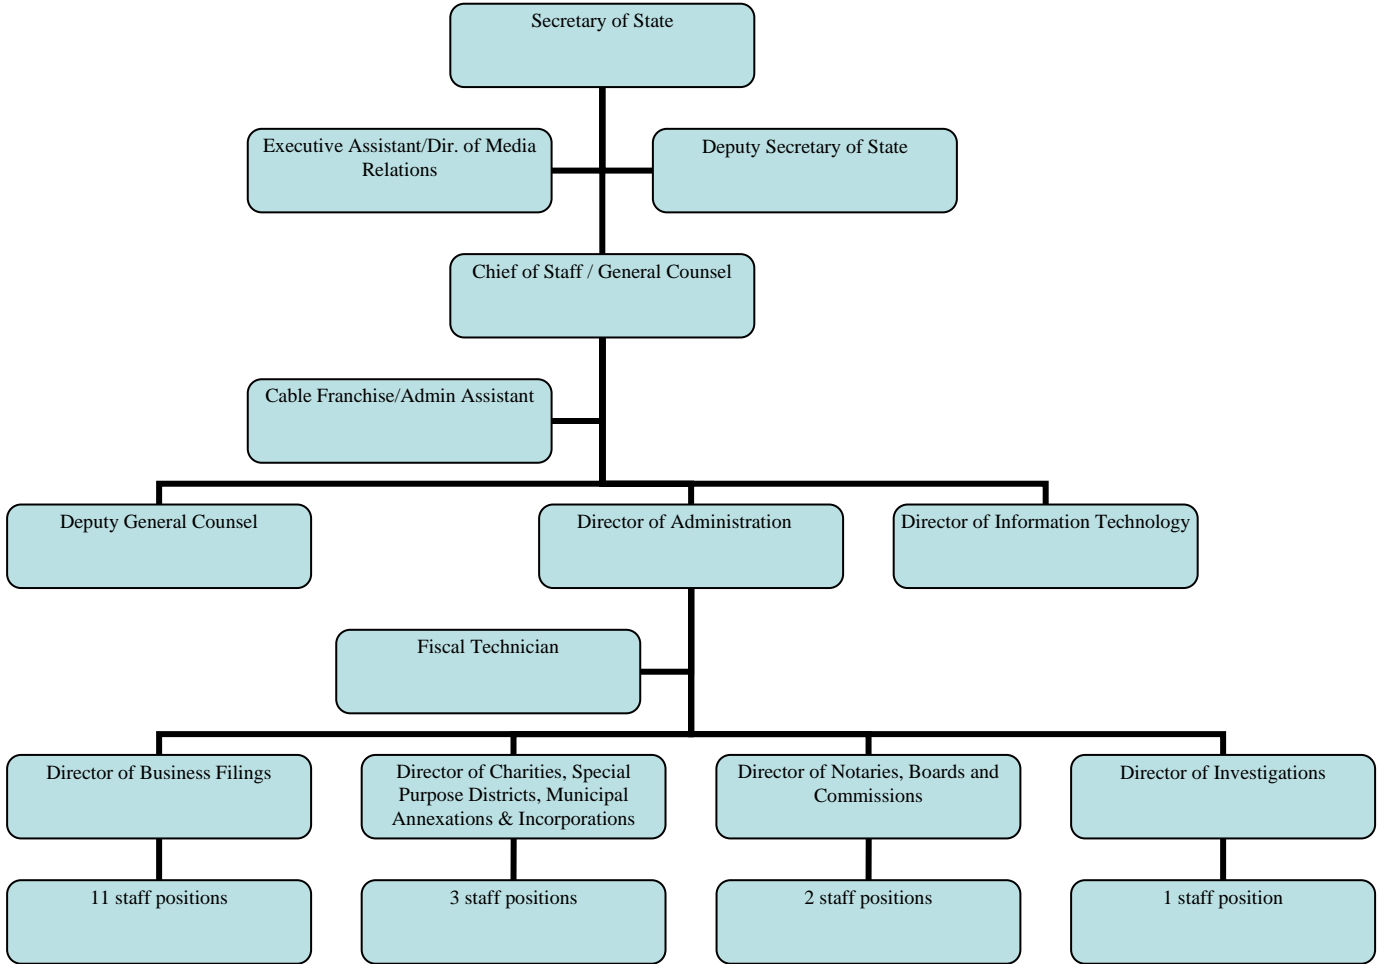 Secretary of State
Executive Assistant/Dir. of Media
Relations
Deputy Secretary of State
Chief of Staff / General Counsel
Cable Franchise/Admin Assistant
Deputy General Counsel
Director of Administration
Director of Information Technology
Fiscal Technician
Director of Business Filings
Director of Charities, Special
Purpose Districts, Municipal
Annexations & Incorporations
Director of Notaries, Boards and
Commissions
Director of Investigations
11 staff positions
3 staff positions
2 staff positions
1 staff position